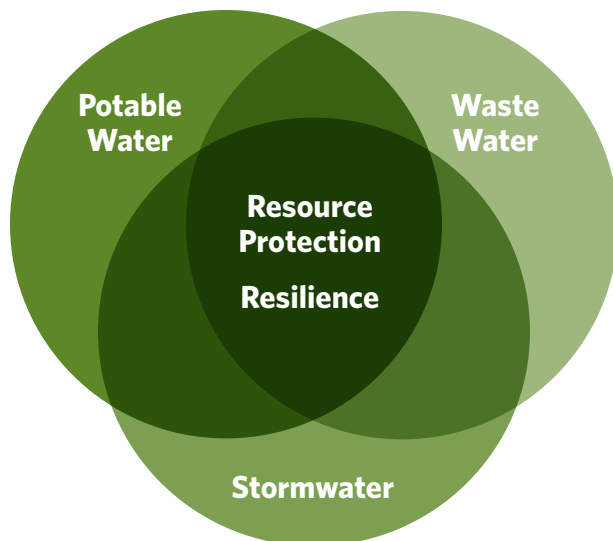 Potable
Water
Waste
Water
Resource
Protection
Resilience
Stormwater